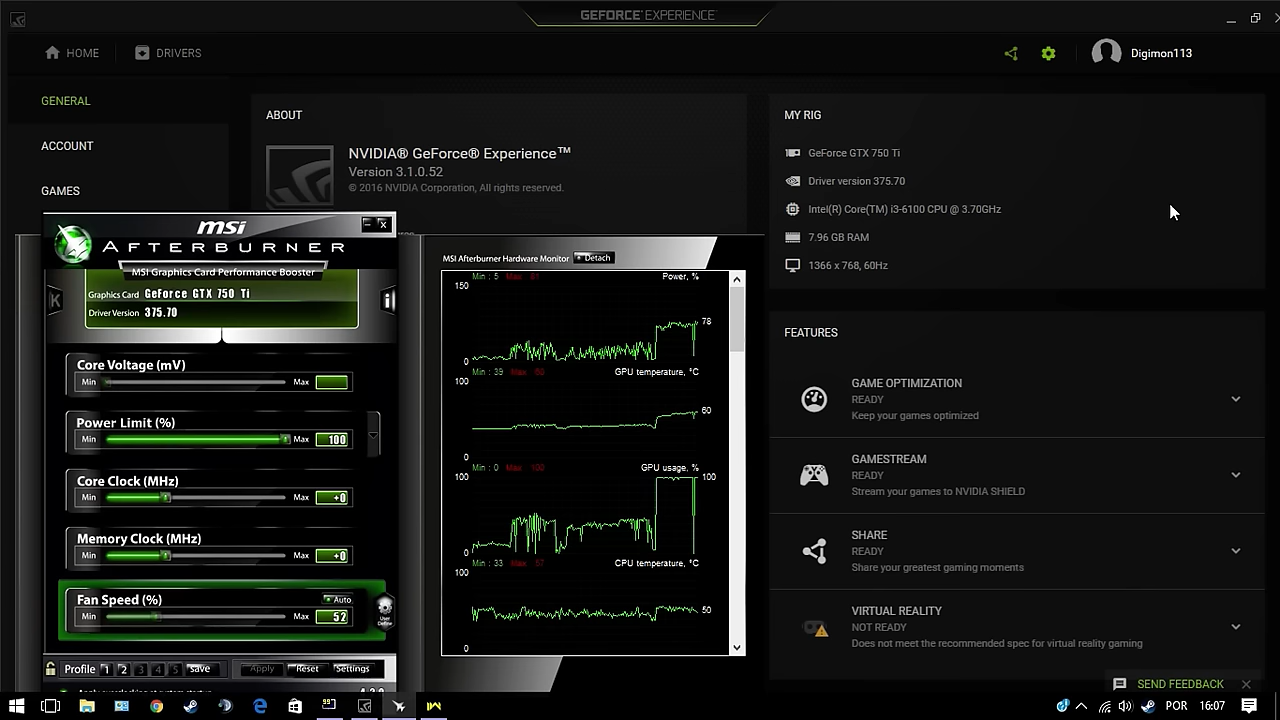 GEFORCE EXPERIENCE™
HOME
DRIVERS
Digimon113
GENERAL
ACCOUNT
GAMES
ABOUT
NVIDIA® GeForce® Experience™
Version 3.1.0.52
© 2016 NVIDIA Corporation, All rights reserved.
MY RIG
GeForce GTX 750 Ti
Driver version 375.70
Intel(R) Core(TM) i3-6100 CPU @ 3.70GHz
7.96 GB RAM
1366 x 768, 60Hz
FEATURES
GAME OPTIMIZATION
READY
Keep your games optimized
GAMESTREAM
READY
Stream your games to NVIDIA SHIELD
SHARE
READY
Share your greatest gaming moments
VIRTUAL REALITY
NOT READY
Does not meet the recommended spec for virtual reality gaming
SEND FEEDBACK
msi
AFTERBURNER
MSI Graphics Card Performance Booster
K
i
Graphics Card GeForce GTX 750 Ti
Driver Version 375.70
Core Voltage (mV)
Min Max
Power Limit (%)
Min Max 100
Core Clock (MHz)
Min Max +0
Memory Clock (MHz)
Min Max +0
Fan Speed (%) Auto
Min Max 52
User Define
Profile 1 2 3 4 5 Save Apply Reset Settings
MSI Afterburner Hardware Monitor Detach
Min : 5 Max : 81 Power, %
150
78
0
Min : 39 Max : 60 GPU temperature, °C
100
60
0
Min : 0 Max : 100 GPU usage, %
100
100
0
Min : 33 Max : 57 CPU temperature, °C
100
50
0
POR 16:07